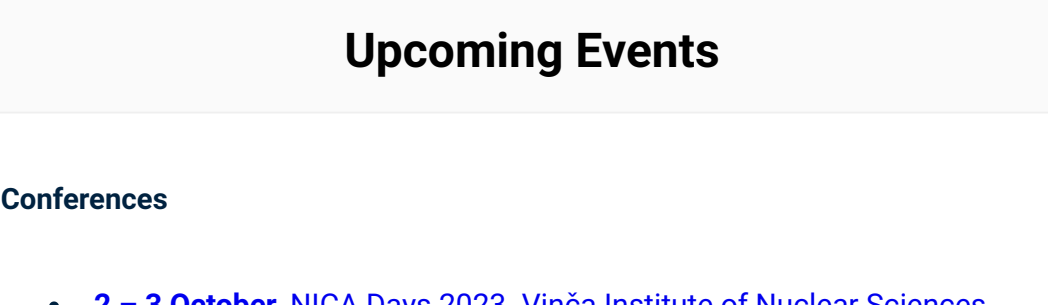 Upcoming Events
Conferences
• 2 – 3 October, NICA Days 2023, Vinča Institute of Nuclear Sciences,